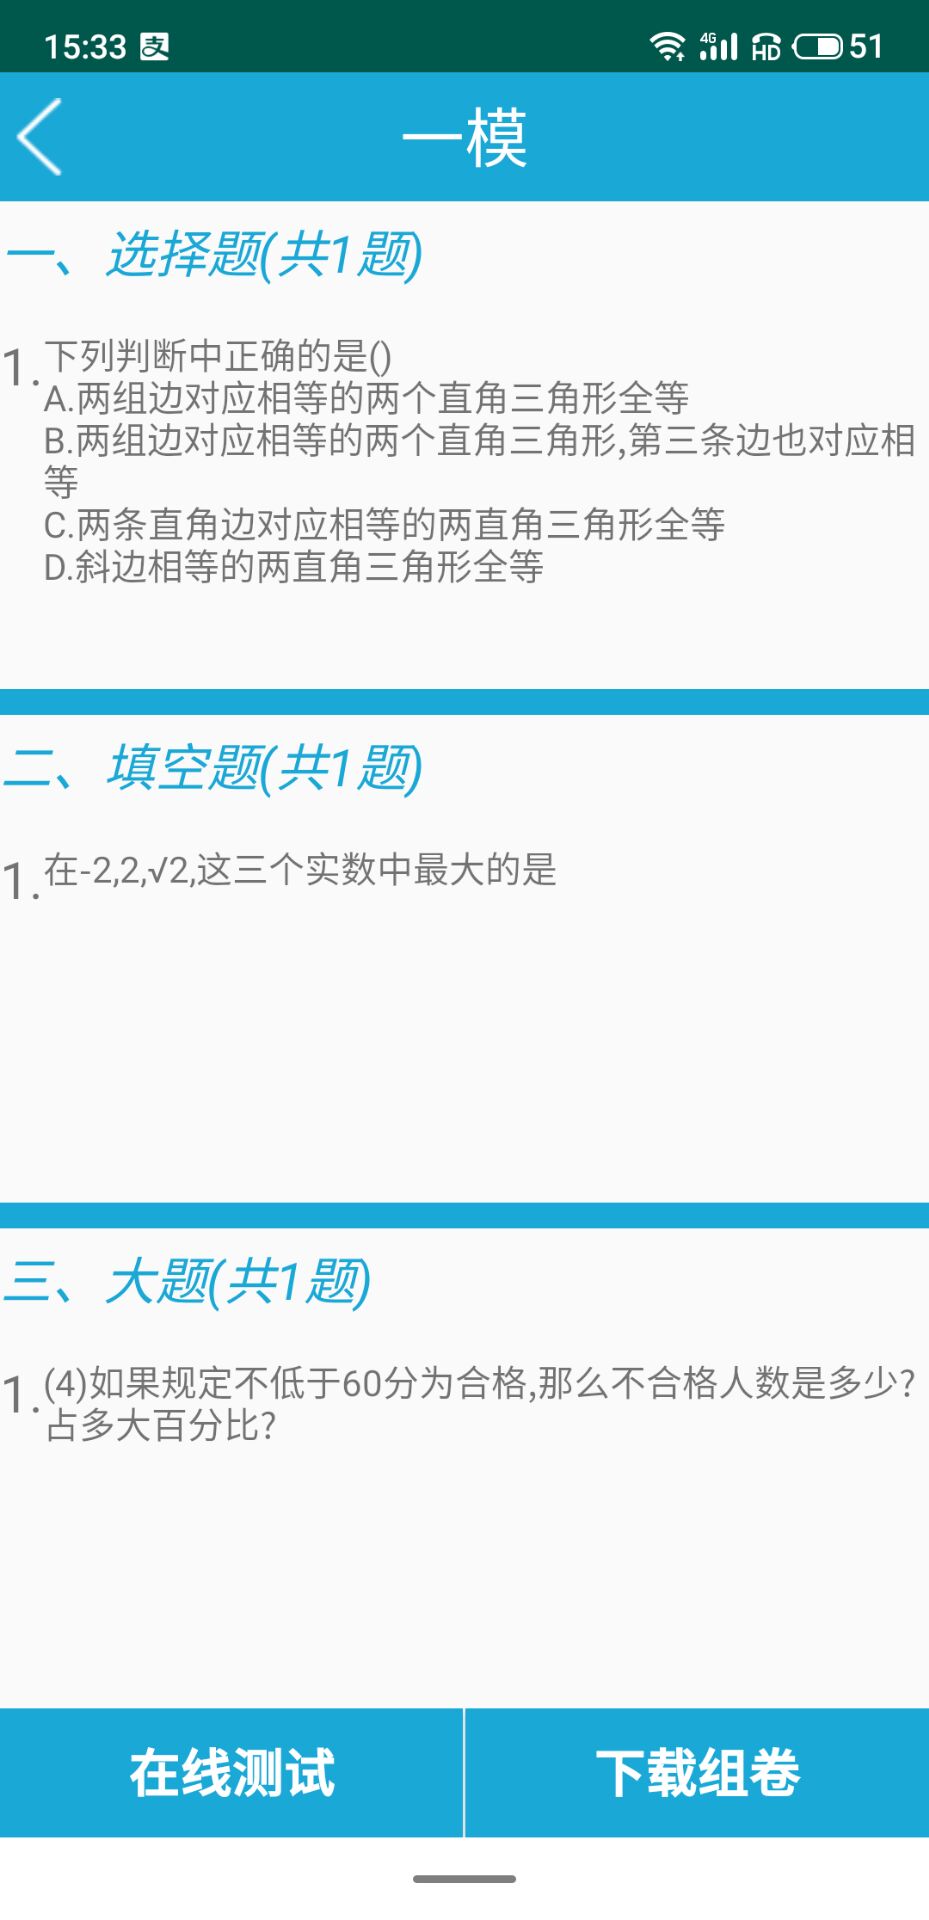 15:33 支 4G HD 51
一模
一、选择题(共1题)
1.下列判断中正确的是()
A.两组边对应相等的两个直角三角形全等
B.两组边对应相等的两个直角三角形,第三条边也对应相
等
C.两条直角边对应相等的两直角三角形全等
D.斜边相等的两直角三角形全等
二、填空题(共1题)
1.在-2,2,√2,这三个实数中最大的是
三、大题(共1题)
1.(4)如果规定不低于60分为合格,那么不合格人数是多少?
占多大百分比?
在线测试 下载组卷